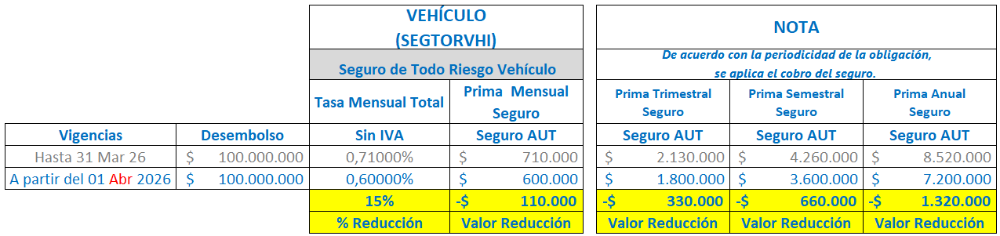 VEHÍCULO
(SEGTORVHI)
NOTA
Seguro de Todo Riesgo Vehículo
De acuerdo con la periodicidad de la obligación,
se aplica el cobro del seguro.
Tasa Mensual Total Prima Mensual Seguro Prima Trimestral Seguro Prima Semestral Seguro Prima Anual Seguro
Vigencias Desembolso Sin IVA Seguro AUT Seguro AUT Seguro AUT Seguro AUT
Hasta 31 Mar 26 $ 100.000.000 0,71000% $ 710.000 $ 2.130.000 $ 4.260.000 $ 8.520.000
A partir del 01 Abr 2026 $ 100.000.000 0,60000% $ 600.000 $ 1.800.000 $ 3.600.000 $ 7.200.000
15% -$ 110.000 -$ 330.000 -$ 660.000 -$ 1.320.000
% Reducción Valor Reducción Valor Reducción Valor Reducción Valor Reducción